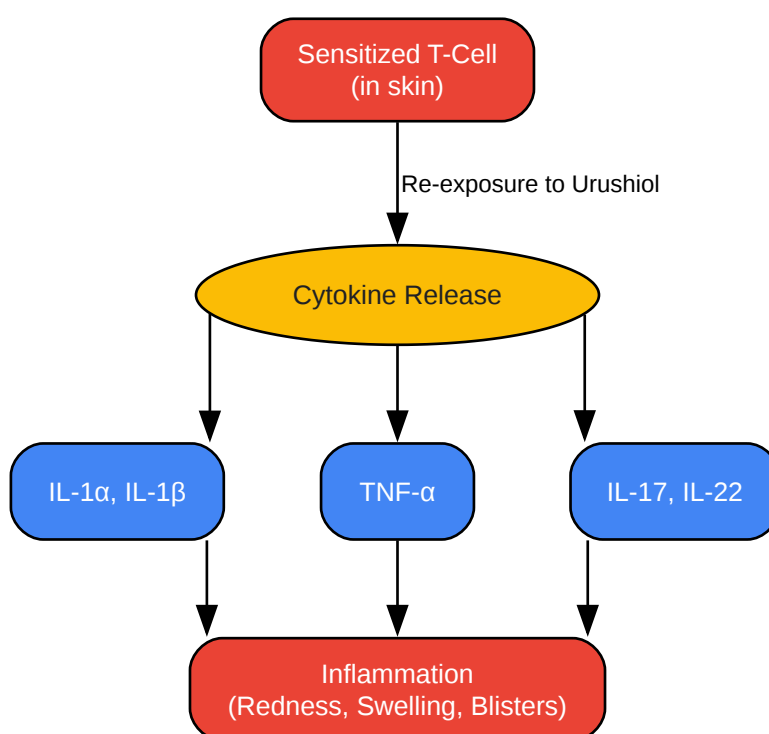 Sensitized T-Cell
(in skin)
Re-exposure to Urushiol
Cytokine Release
IL-1α, IL-1β
TNF-α
IL-17, IL-22
Inflammation
(Redness, Swelling, Blisters)